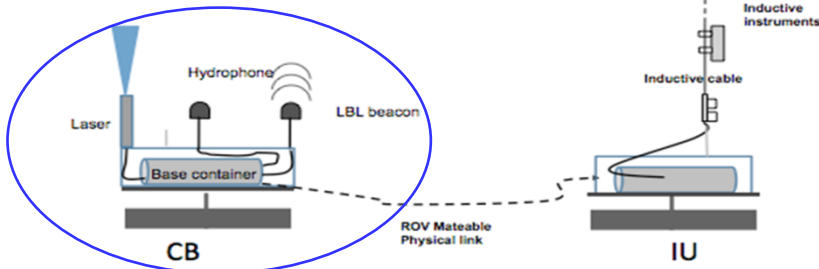 Inductive
instruments
Hydrophone
Inductive cable
Laser
LBL beacon
Base container
ROV Mateable
Physical link
CB
IU